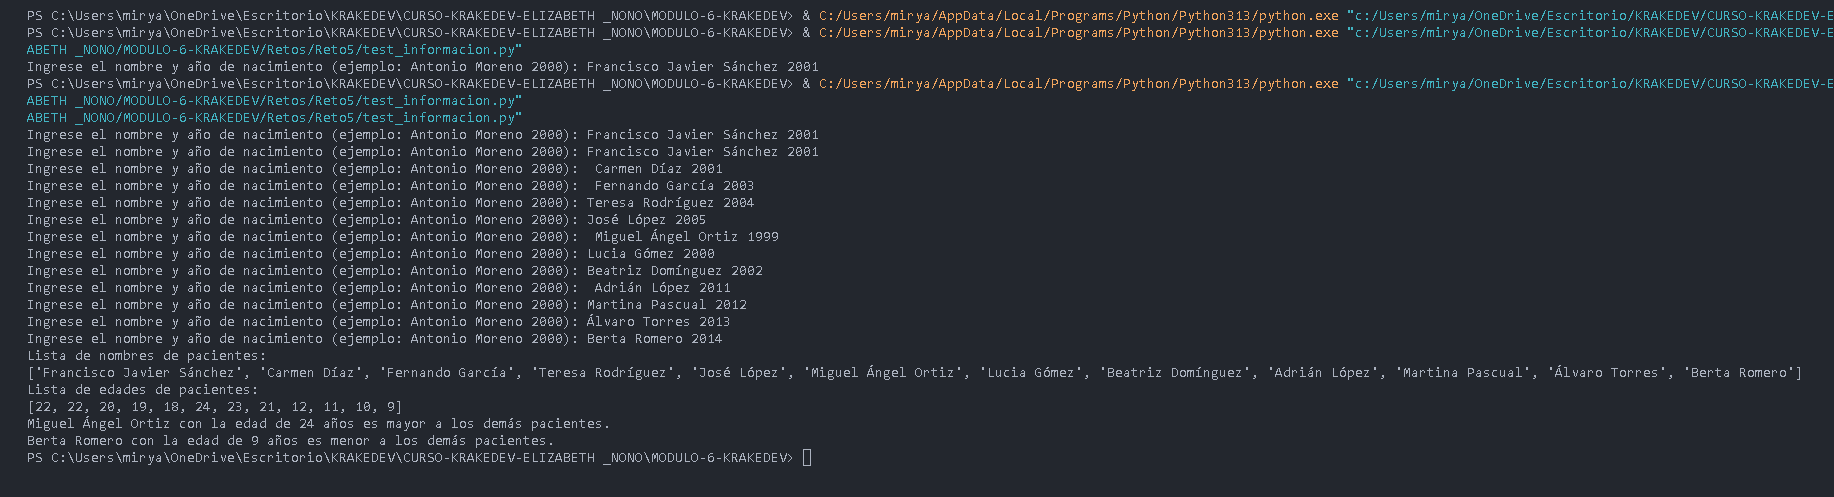 PS C:\Users\mirya\OneDrive\Escritorio\KRAKEDEV\CURSO-KRAKEDEV-ELIZABETH _NONO\MODULO-6-KRAKEDEV> & C:/Users/mirya/AppData/Local/Programs/Python/Python313/python.exe "c:/Users/mirya/OneDrive/Escritorio/KRAKEDEV/CURSO-KRAKEDEV-E
PS C:\Users\mirya\OneDrive\Escritorio\KRAKEDEV\CURSO-KRAKEDEV-ELIZABETH _NONO\MODULO-6-KRAKEDEV> & C:/Users/mirya/AppData/Local/Programs/Python/Python313/python.exe "c:/Users/mirya/OneDrive/Escritorio/KRAKEDEV/CURSO-KRAKEDEV-E
ABETH _NONO/MODULO-6-KRAKEDEV/Retos/Reto5/test_informacion.py"
Ingrese el nombre y año de nacimiento (ejemplo: Antonio Moreno 2000): Francisco Javier Sánchez 2001
PS C:\Users\mirya\OneDrive\Escritorio\KRAKEDEV\CURSO-KRAKEDEV-ELIZABETH _NONO\MODULO-6-KRAKEDEV> & C:/Users/mirya/AppData/Local/Programs/Python/Python313/python.exe "c:/Users/mirya/OneDrive/Escritorio/KRAKEDEV/CURSO-KRAKEDEV-E
ABETH _NONO/MODULO-6-KRAKEDEV/Retos/Reto5/test_informacion.py"
ABETH _NONO/MODULO-6-KRAKEDEV/Retos/Reto5/test_informacion.py"
Ingrese el nombre y año de nacimiento (ejemplo: Antonio Moreno 2000): Francisco Javier Sánchez 2001
Ingrese el nombre y año de nacimiento (ejemplo: Antonio Moreno 2000): Francisco Javier Sánchez 2001
Ingrese el nombre y año de nacimiento (ejemplo: Antonio Moreno 2000):  Carmen Díaz 2001
Ingrese el nombre y año de nacimiento (ejemplo: Antonio Moreno 2000):  Fernando García 2003
Ingrese el nombre y año de nacimiento (ejemplo: Antonio Moreno 2000): Teresa Rodríguez 2004
Ingrese el nombre y año de nacimiento (ejemplo: Antonio Moreno 2000): José López 2005
Ingrese el nombre y año de nacimiento (ejemplo: Antonio Moreno 2000):  Miguel Ángel Ortiz 1999
Ingrese el nombre y año de nacimiento (ejemplo: Antonio Moreno 2000): Lucia Gómez 2000
Ingrese el nombre y año de nacimiento (ejemplo: Antonio Moreno 2000): Beatriz Domínguez 2002
Ingrese el nombre y año de nacimiento (ejemplo: Antonio Moreno 2000):  Adrián López 2011
Ingrese el nombre y año de nacimiento (ejemplo: Antonio Moreno 2000): Martina Pascual 2012
Ingrese el nombre y año de nacimiento (ejemplo: Antonio Moreno 2000): Álvaro Torres 2013
Ingrese el nombre y año de nacimiento (ejemplo: Antonio Moreno 2000): Berta Romero 2014
Lista de nombres de pacientes:
['Francisco Javier Sánchez', 'Carmen Díaz', 'Fernando García', 'Teresa Rodríguez', 'José López', 'Miguel Ángel Ortiz', 'Lucia Gómez', 'Beatriz Domínguez', 'Adrián López', 'Martina Pascual', 'Álvaro Torres', 'Berta Romero']
Lista de edades de pacientes:
[22, 22, 20, 19, 18, 24, 23, 21, 12, 11, 10, 9]
Miguel Ángel Ortiz con la edad de 24 años es mayor a los demás pacientes.
Berta Romero con la edad de 9 años es menor a los demás pacientes.
PS C:\Users\mirya\OneDrive\Escritorio\KRAKEDEV\CURSO-KRAKEDEV-ELIZABETH _NONO\MODULO-6-KRAKEDEV>